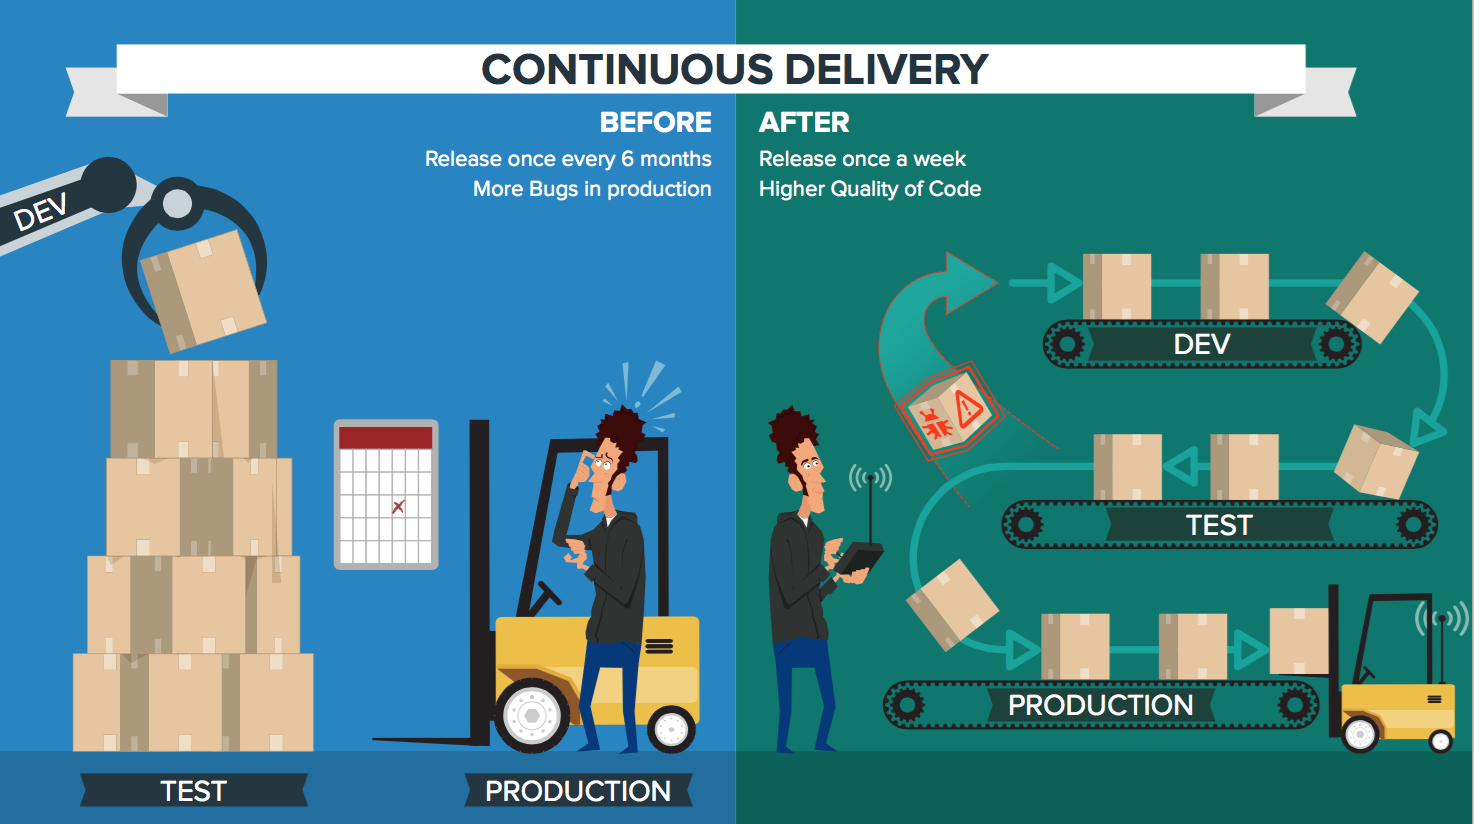 CONTINUOUS DELIVERY
BEFORE
Release once every 6 months
More Bugs in production
DEV
TEST
PRODUCTION
AFTER
Release once a week
Higher Quality of Code
DEV
TEST
PRODUCTION